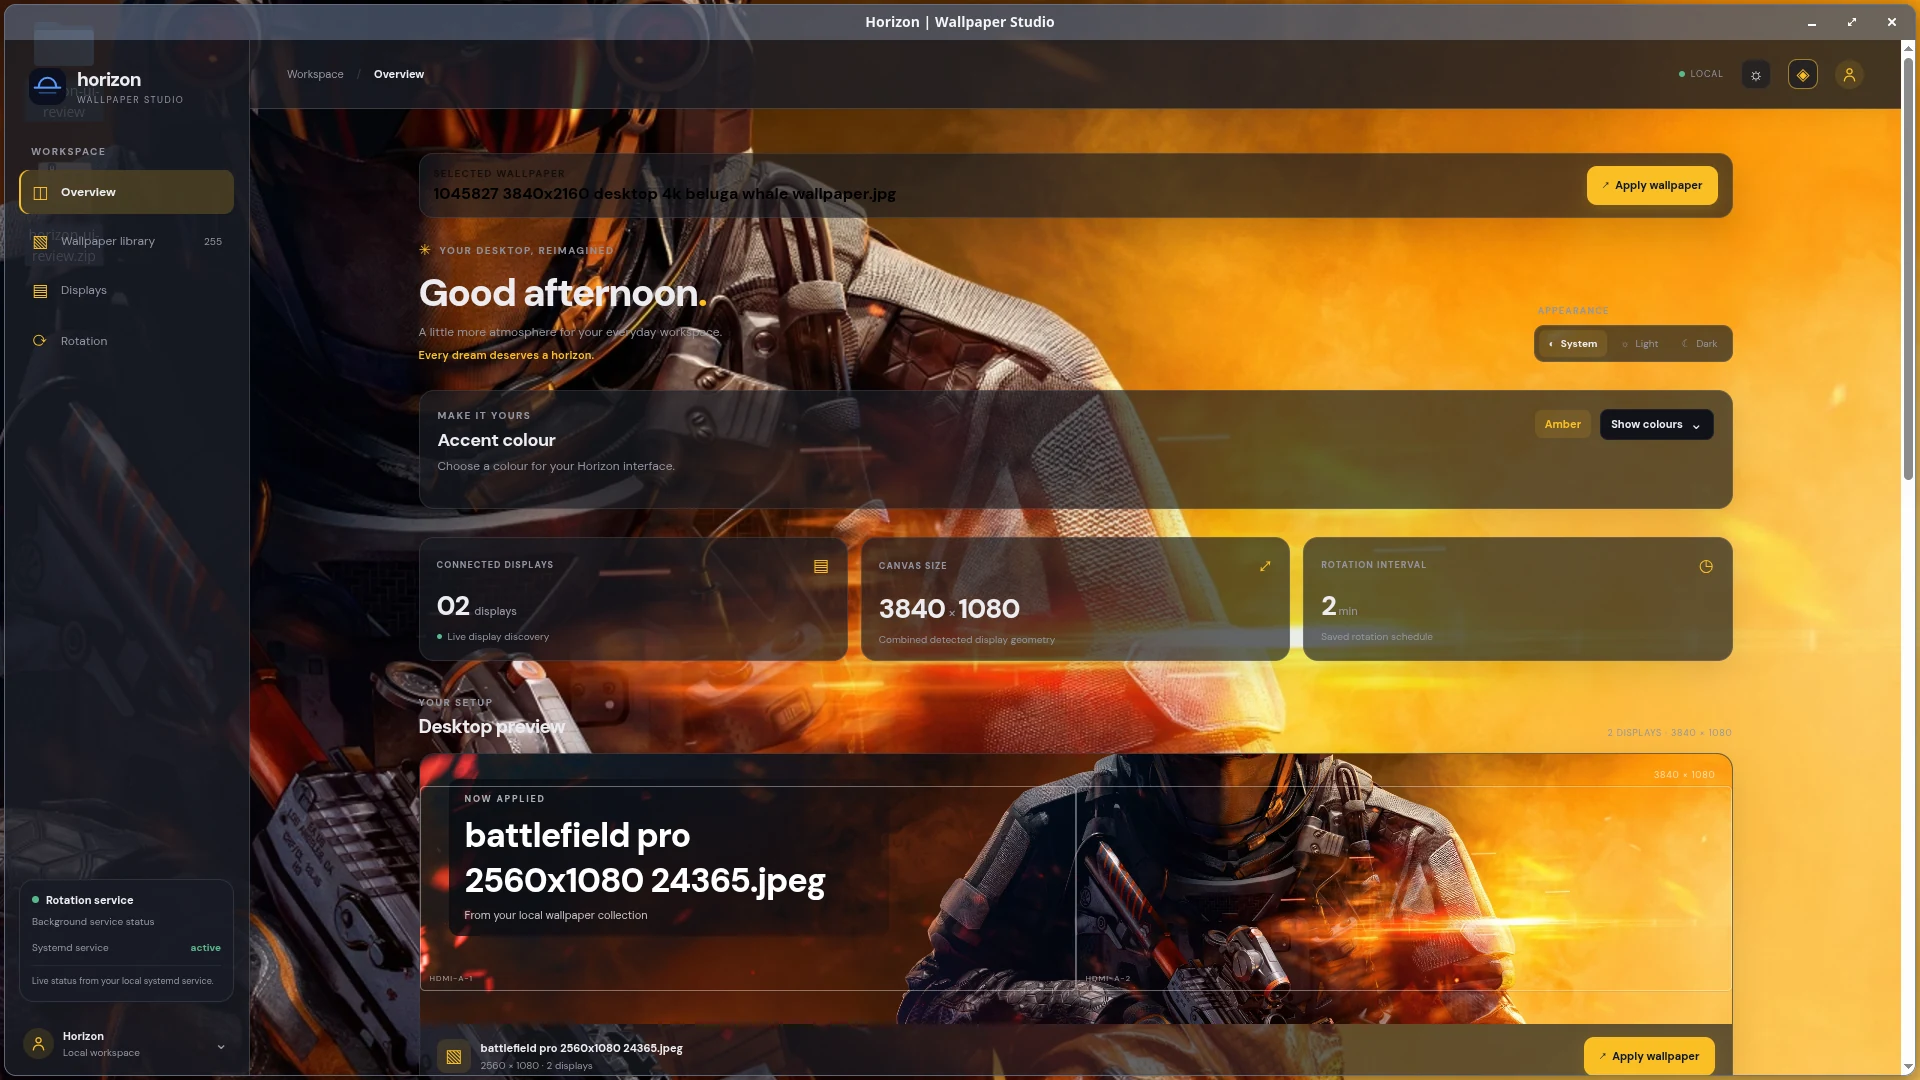 Horizon | Wallpaper Studio
horizon
WALLPAPER STUDIO
review
WORKSPACE
Overview
Wallpaper library 255
horizon-ui-
review.zip
Displays
Rotation
Rotation service
Background service status
Systemd service active
Live status from your local systemd service.
Horizon
Local workspace
Workspace / Overview
LOCAL
SELECTED WALLPAPER
1045827 3840x2160 desktop 4k beluga whale wallpaper.jpg
Apply wallpaper
YOUR DESKTOP, REIMAGINED
Good afternoon.
A little more atmosphere for your everyday workspace.
Every dream deserves a horizon.
APPEARANCE
System Light Dark
MAKE IT YOURS
Accent colour
Choose a colour for your Horizon interface.
Amber Show colours
CONNECTED DISPLAYS
02 displays
Live display discovery
CANVAS SIZE
3840 × 1080
Combined detected display geometry
ROTATION INTERVAL
2 min
Saved rotation schedule
YOUR SETUP
Desktop preview
2 DISPLAYS · 3840 × 1080
3840 × 1080
NOW APPLIED
battlefield pro
2560x1080 24365.jpeg
From your local wallpaper collection
HDMI-A-1
HDMI-A-2
battlefield pro 2560x1080 24365.jpeg
2560 × 1080 · 2 displays
Apply wallpaper